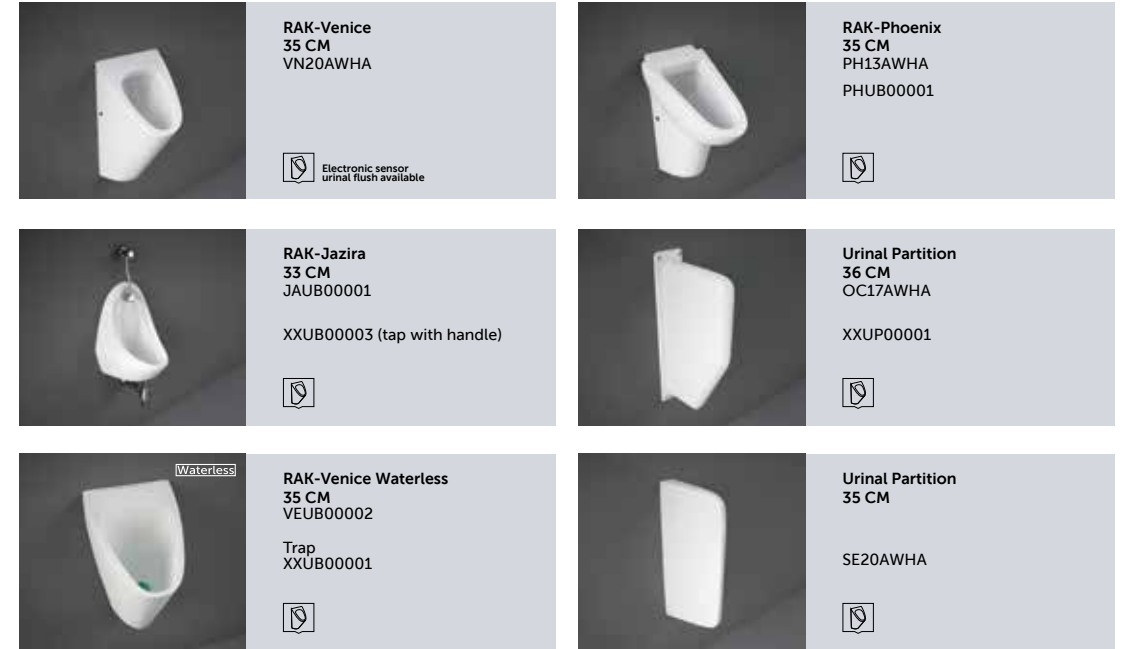 RAK-Venice
35 CM
VN20AWHA
Electronic sensor
urinal flush available
RAK-Phoenix
35 CM
PH13AWHA
PHUB00001
RAK-Jazira
33 CM
JAUB00001
XXUB00003 (tap with handle)
Urinal Partition
36 CM
OC17AWHA
XXUP00001
Waterless
RAK-Venice Waterless
35 CM
VEUB00002
Trap
XXUB00001
Urinal Partition
35 CM
SE20AWHA